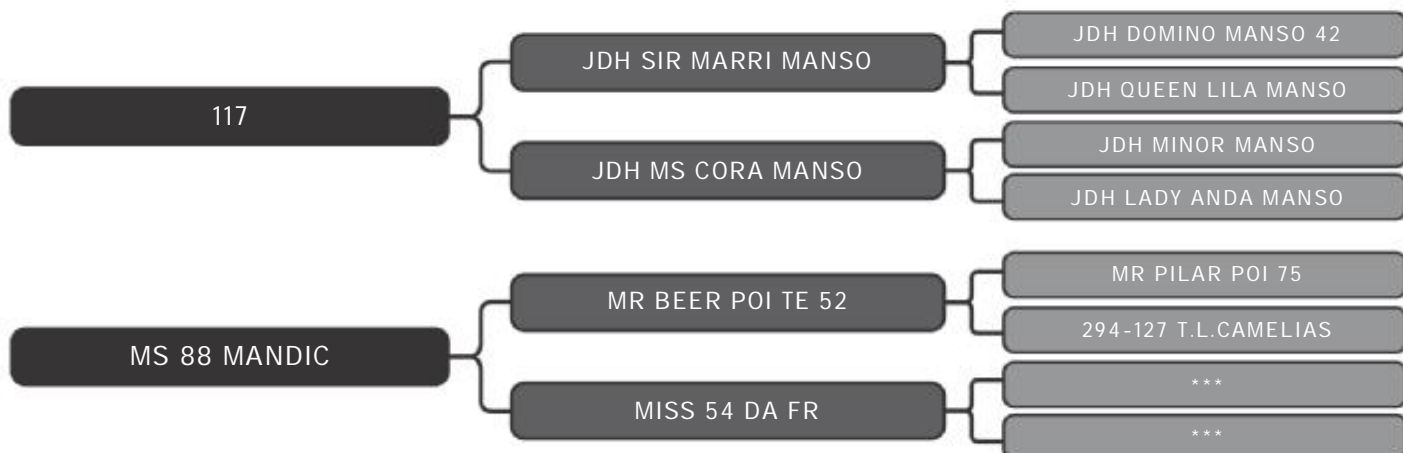 117
JDH SIR MARRI MANSO
JDH DOMINO MANSO 42
JDH QUEEN LILA MANSO
JDH MS CORA MANSO
JDH MINOR MANSO
JDH LADY ANDA MANSO
MS 88 MANDIC
MR BEER POI TE 52
MR PILAR POI 75
294-127 T.L.CAMELIAS
MISS 54 DA FR
***
***